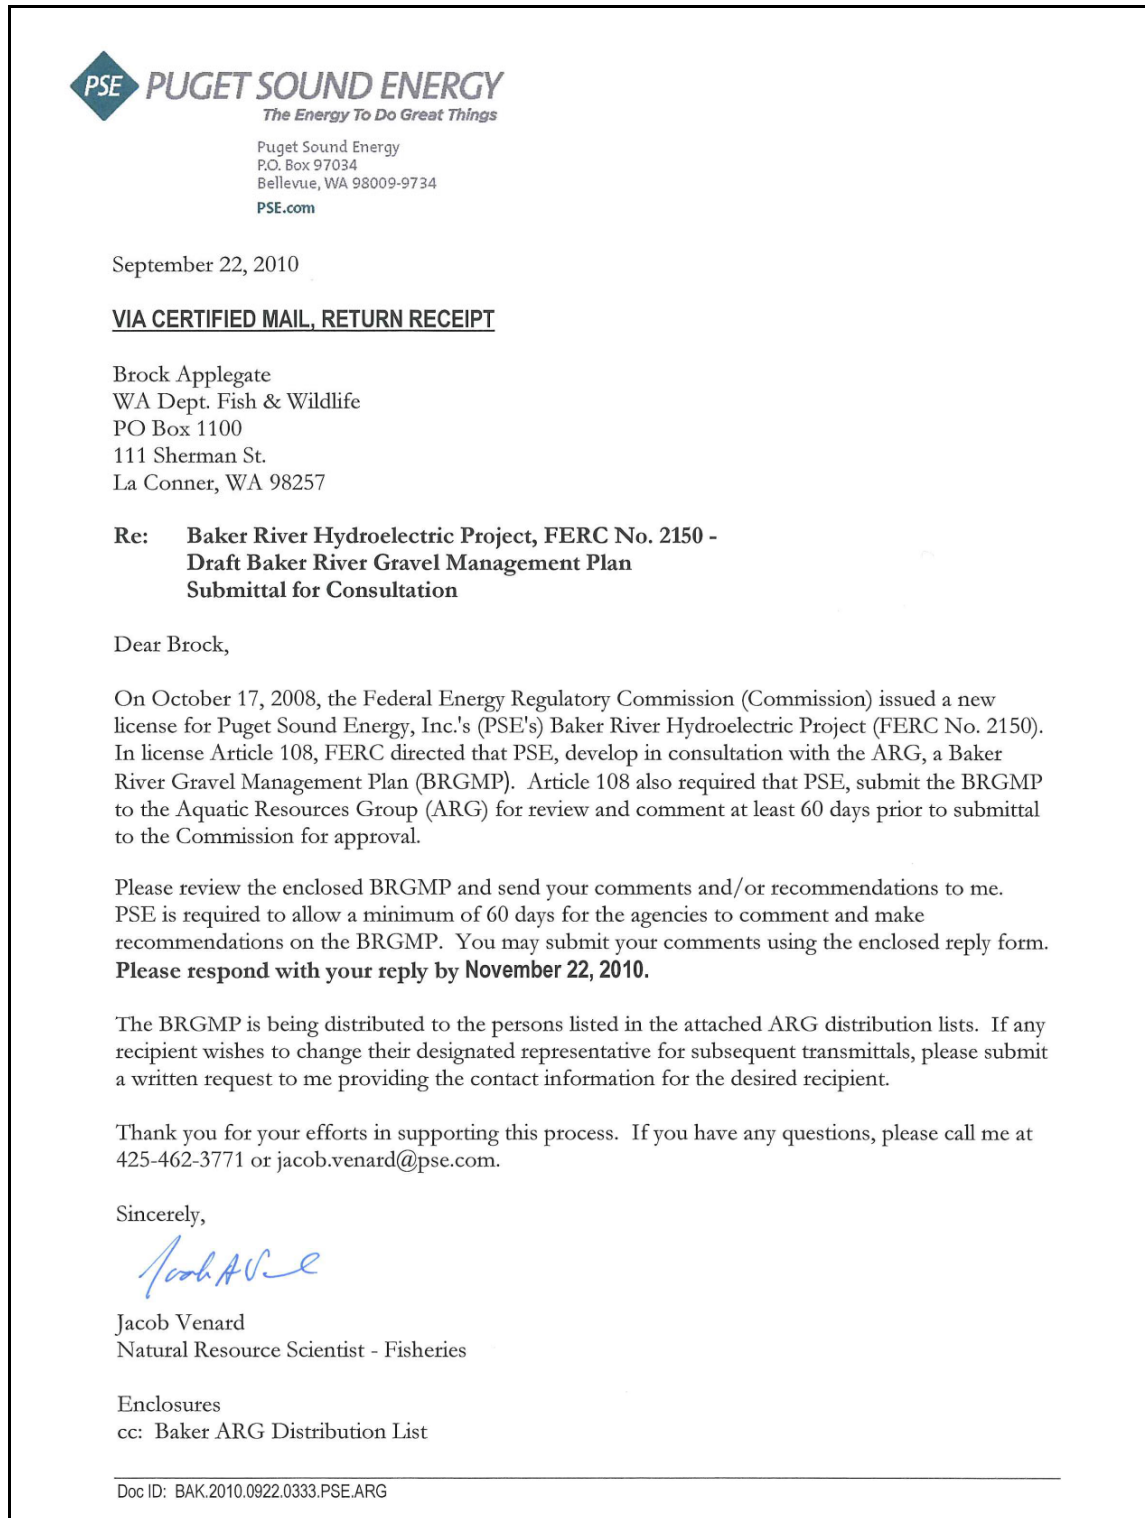 PSE PUGET SOUND ENERGY
The Energy To Do Great Things
Puget Sound Energy
P.O. Box 97034
Bellevue, WA 98009-9734
PSE.com
September 22, 2010
VIA CERTIFIED MAIL, RETURN RECEIPT
Brock Applegate
WA Dept. Fish & Wildlife
PO Box 1100
111 Sherman St.
La Conner, WA 98257
Re: Baker River Hydroelectric Project, FERC No. 2150 -
Draft Baker River Gravel Management Plan
Submittal for Consultation
Dear Brock,
On October 17, 2008, the Federal Energy Regulatory Commission (Commission) issued a new
license for Puget Sound Energy, Inc.'s (PSE's) Baker River Hydroelectric Project (FERC No. 2150).
In license Article 108, FERC directed that PSE, develop in consultation with the ARG, a Baker
River Gravel Management Plan (BRGMP). Article 108 also required that PSE, submit the BRGMP
to the Aquatic Resources Group (ARG) for review and comment at least 60 days prior to submittal
to the Commission for approval.
Please review the enclosed BRGMP and send your comments and/or recommendations to me.
PSE is required to allow a minimum of 60 days for the agencies to comment and make
recommendations on the BRGMP. You may submit your comments using the enclosed reply form.
Please respond with your reply by November 22, 2010.
The BRGMP is being distributed to the persons listed in the attached ARG distribution lists. If any
recipient wishes to change their designated representative for subsequent transmittals, please submit
a written request to me providing the contact information for the desired recipient.
Thank you for your efforts in supporting this process. If you have any questions, please call me at
425-462-3771 or jacob.venard@pse.com.
Sincerely,
Jacob Venard
Natural Resource Scientist - Fisheries
Enclosures
cc: Baker ARG Distribution List
Doc ID: BAK.2010.0922.0333.PSE.ARG